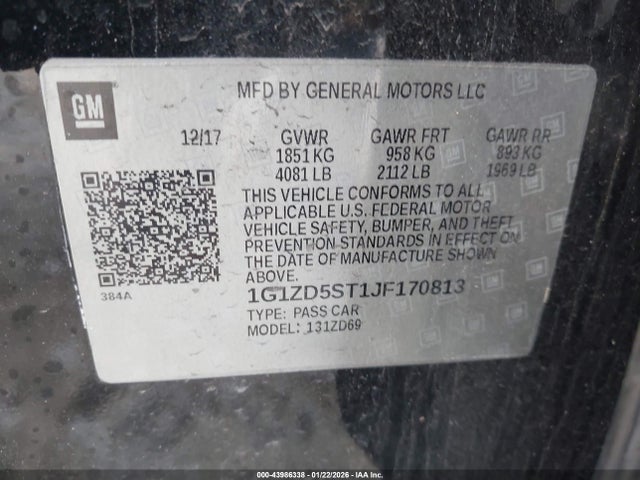 GM
MFD BY GENERAL MOTORS LLC
12/17 GVWR GAWR FRT GAWR RR
1851 KG 958 KG 893 KG
4081 LB 2112 LB 1969 LB
THIS VEHICLE CONFORMS TO ALL
APPLICABLE U.S. FEDERAL MOTOR
VEHICLE SAFETY, BUMPER, AND THEFT
PREVENTION STANDARDS IN EFFECT ON
THE DATE OF MANUFACTURE SHOWN
ABOVE.
384A
1G1ZD5ST1JF170813
TYPE: PASS CAR
MODEL: 131ZD69
00-43986338 - 01/22/2026 - IAA Inc.